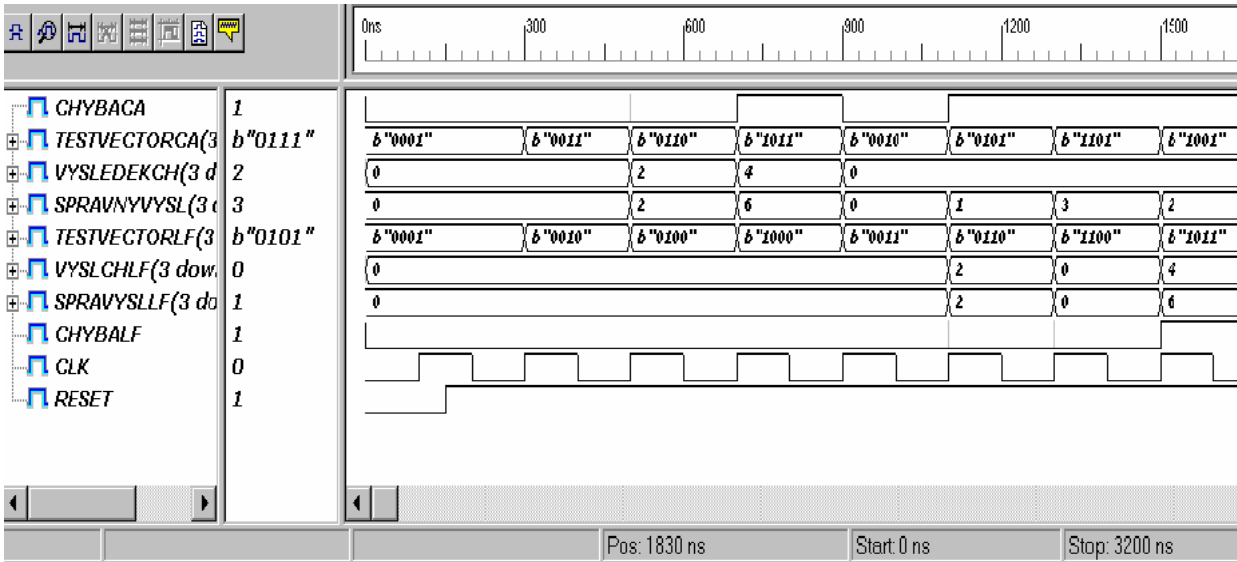 0ns 300 600 900 1200 1500
CHYBACA 1
TESTVECTORCA(3 b"0111" b"0001" b"0011" b"0110" b"1011" b"0010" b"0101" b"1101" b"1001"
VYSLEDEKCH(3 d 2 0 2 4 0
SPRAVNYVYSL(3 d 3 0 2 6 0 1 3 2
TESTVECTORLF(3 b"0101" b"0001" b"0010" b"0100" b"1000" b"0011" b"0110" b"1100" b"1011"
VYSLCHLF(3 dow 0 0 2 0 4
SPRAVYSLLF(3 do 1 0 2 0 6
CHYBALF 1
CLK 0
RESET 1
Pos: 1830 ns Start: 0 ns Stop: 3200 ns